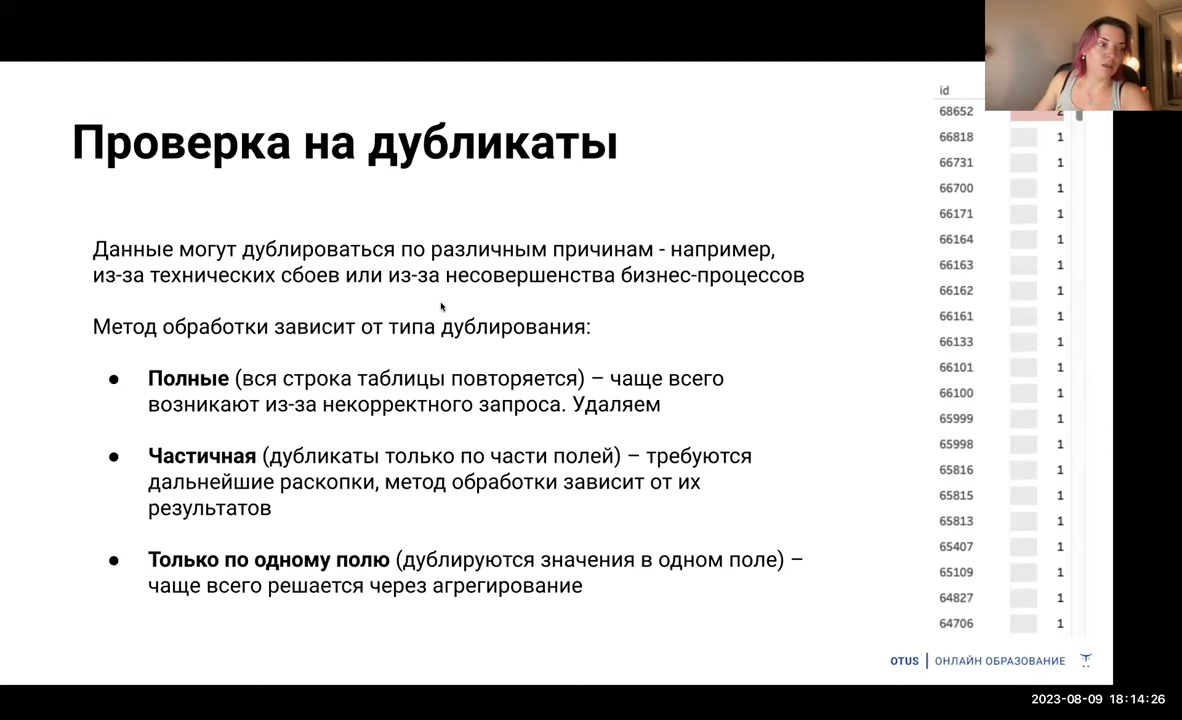 Проверка на дубликаты
Данные могут дублироваться по различным причинам - например,
из-за технических сбоев или из-за несовершенства бизнес-процессов
Метод обработки зависит от типа дублирования:
● Полные (вся строка таблицы повторяется) – чаще всего
возникают из-за некорректного запроса. Удаляем
● Частичная (дубликаты только по части полей) – требуются
дальнейшие раскопки, метод обработки зависит от их
результатов
● Только по одному полю (дублируются значения в одном поле) –
чаще всего решается через агрегирование
id
68652 2
66818 1
66731 1
66700 1
66171 1
66164 1
66163 1
66162 1
66161 1
66133 1
66101 1
66100 1
65999 1
65998 1
65816 1
65815 1
65813 1
65407 1
65109 1
64827 1
64706 1
OTUS | ОНЛАЙН ОБРАЗОВАНИЕ
2023-08-09 18:14:26